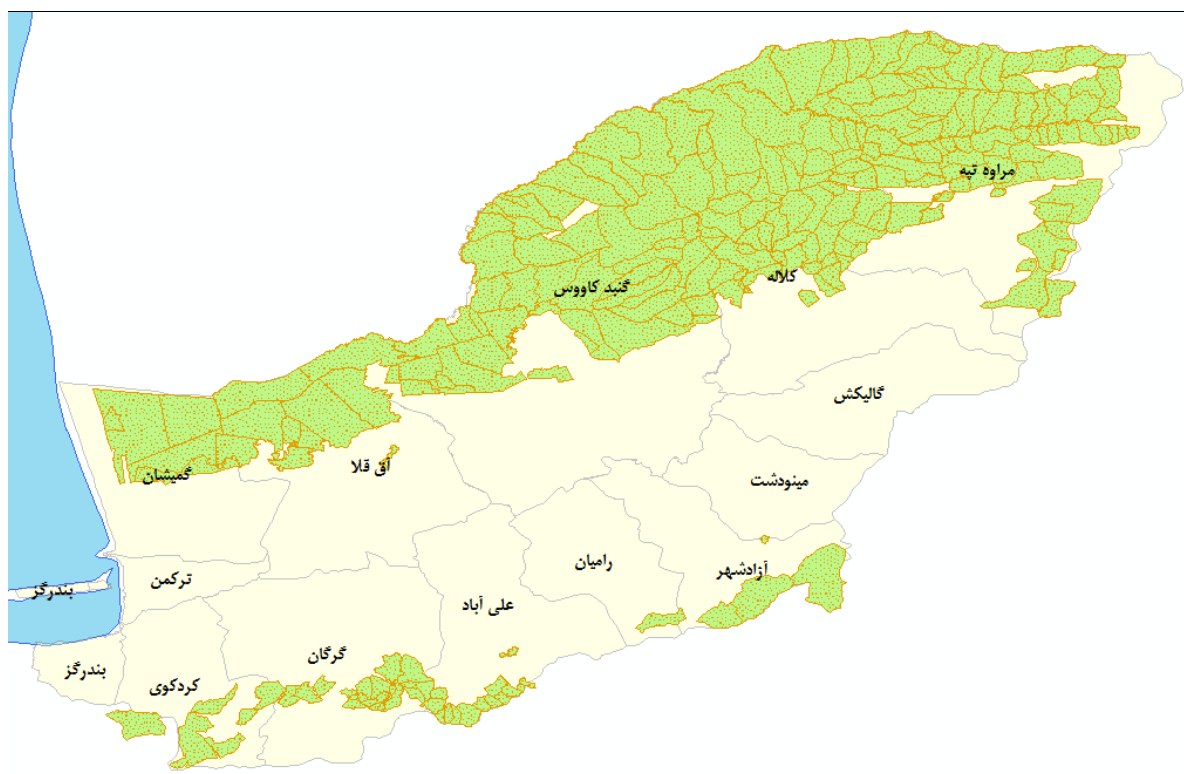 مراوه تپه
کلاله
گنبد کاووس
گالیکش
آق قلا
گمیشان
مینودشت
رامیان
آزادشهر
ترکمن
بندرگز
علی آباد
گرگان
بندرگز
کردکوی